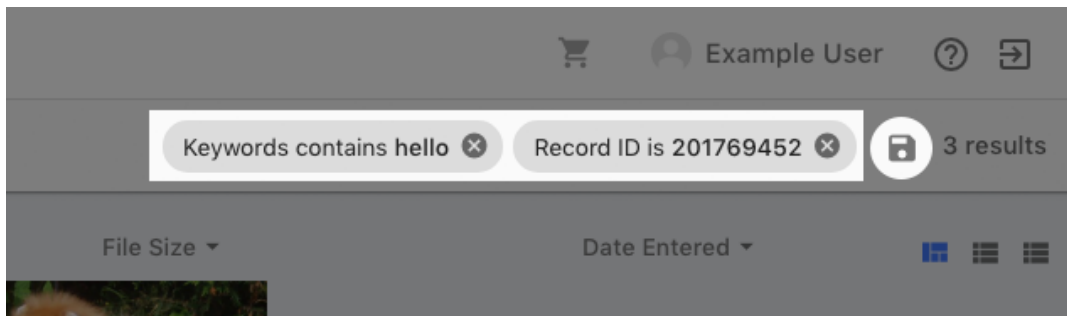 Example User
Keywords contains hello Record ID is 201769452 3 results
File Size Date Entered